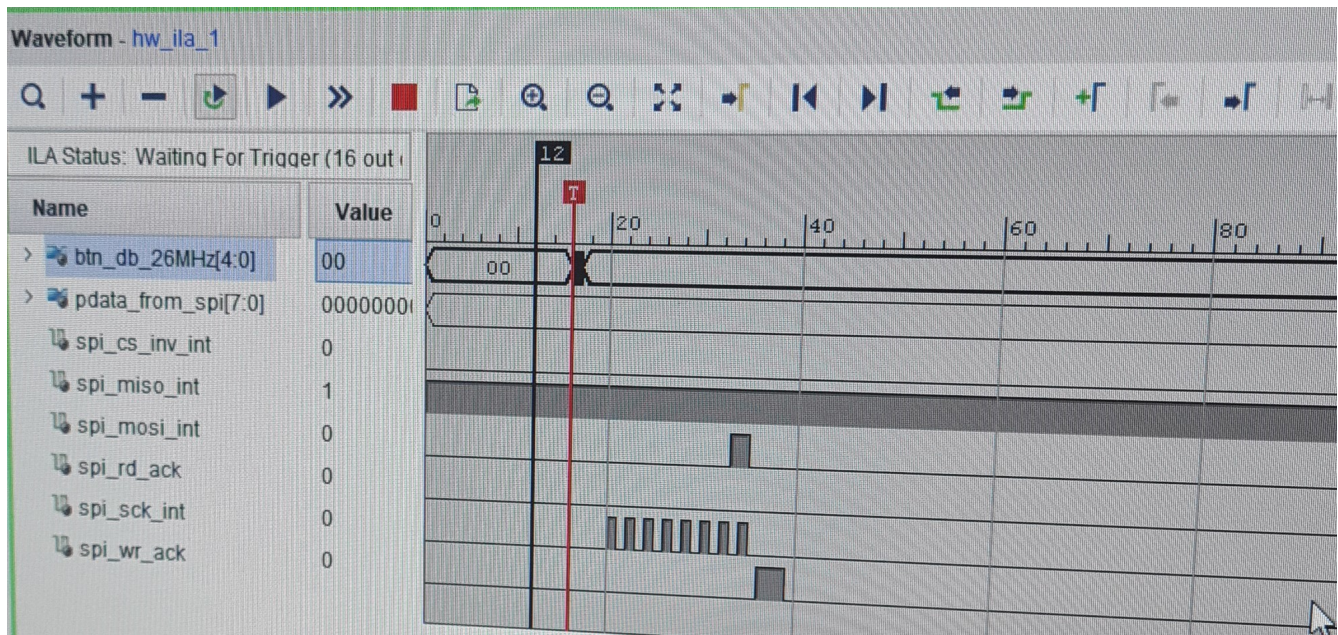 Waveform - hw_ila_1
ILA Status: Waiting For Trigger (16 out
12
T
Name Value
0 20 40 60 80
btn_db_26MHz[4:0] 00 00
pdata_from_spi[7:0] 0000000
spi_cs_inv_int 0
spi_miso_int 1
spi_mosi_int 0
spi_rd_ack 0
spi_sck_int 0
spi_wr_ack 0